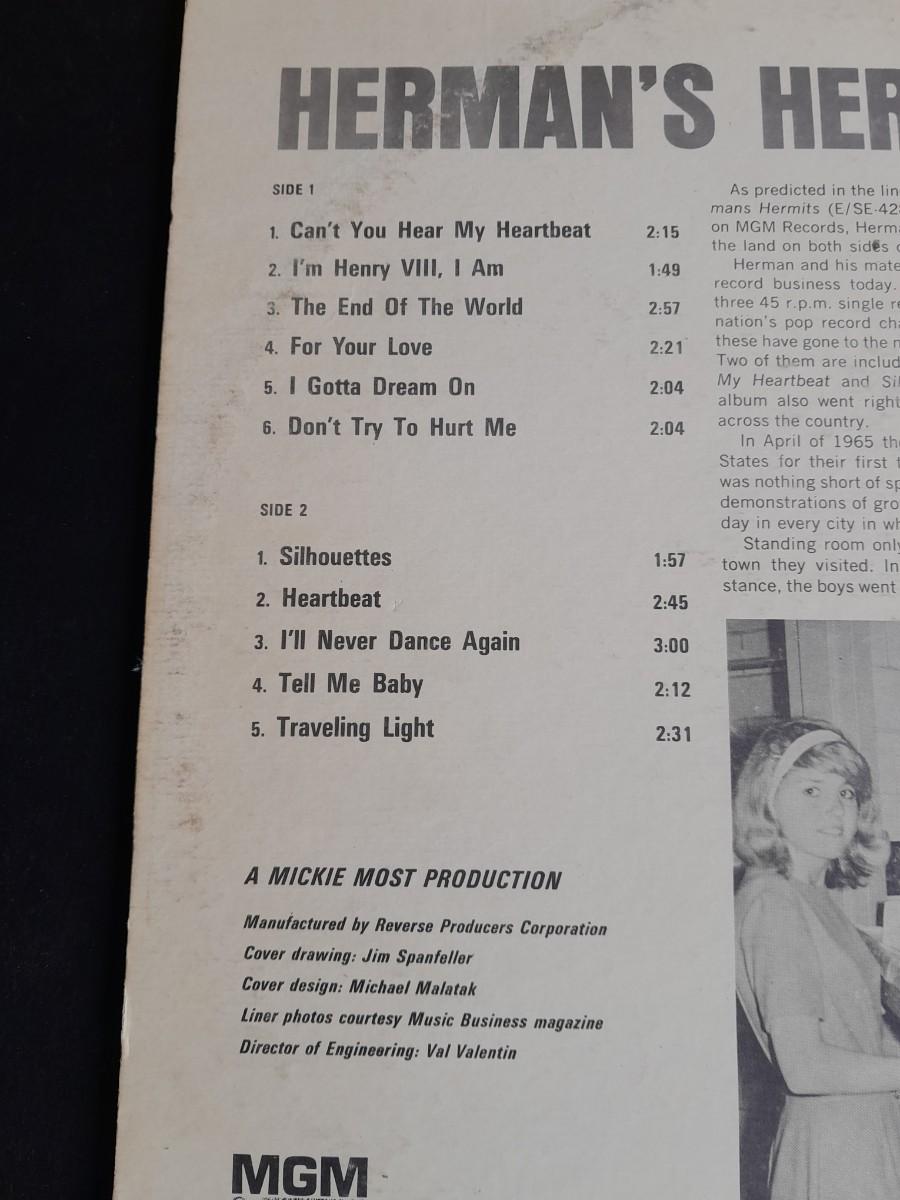 HERMAN'S HER
SIDE 1
1. Can't You Hear My Heartbeat 2:15
2. I'm Henry VIII, I Am 1:49
3. The End Of The World 2:57
4. For Your Love 2:21
5. I Gotta Dream On 2:04
6. Don't Try To Hurt Me 2:04
SIDE 2
1. Silhouettes 1:57
2. Heartbeat 2:45
3. I'll Never Dance Again 3:00
4. Tell Me Baby 2:12
5. Traveling Light 2:31
A MICKIE MOST PRODUCTION
Manufactured by Reverse Producers Corporation
Cover drawing: Jim Spanfeller
Cover design: Michael Malatak
Liner photos courtesy Music Business magazine
Director of Engineering: Val Valentin
MGM
As predicted in the lin
mans Hermits (E/SE-42
on MGM Records, Herma
the land on both sides
Herman and his mate
record business today.
three 45 r.p.m. single re
nation's pop record cha
these have gone to the n
Two of them are includ
My Heartbeat and Sil
album also went right
across the country.
In April of 1965 the
States for their first t
was nothing short of sp
demonstrations of gro
day in every city in wh
Standing room only
town they visited. In
stance, the boys went